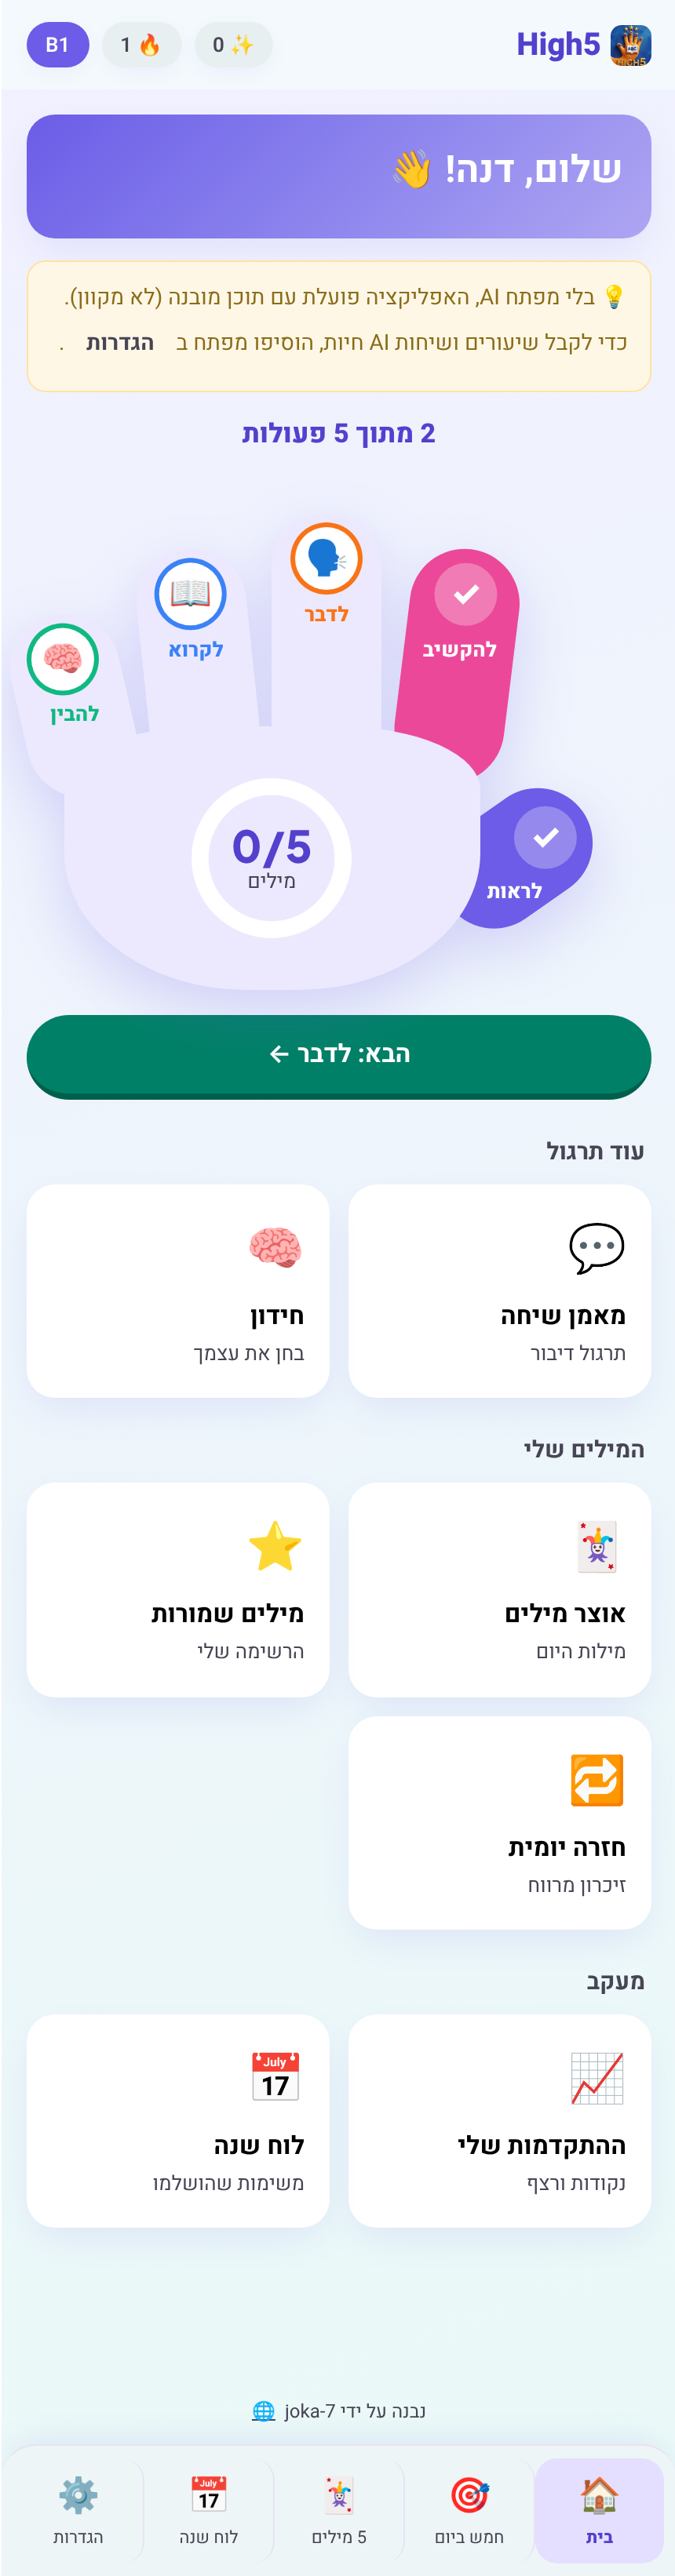 High5
✨ 0
🔥 1
B1
שלום, דנה! 👋
💡 בלי מפתח AI, האפליקציה פועלת עם תוכן מובנה (לא מקוון).
כדי לקבל שיעורים ושיחות AI חיות, הוסיפו מפתח ב הגדרות .
2 מתוך 5 פעולות
לדבר
להקשיב
לקרוא
להבין
0/5
מילים
לראות
הבא: לדבר ←
עוד תרגול
מאמן שיחה
תרגול דיבור
חידון
בחן את עצמך
המילים שלי
אוצר מילים
מילות היום
מילים שמורות
הרשימה שלי
חזרה יומית
זיכרון מרווח
מעקב
ההתקדמות שלי
נקודות ורצף
July
17
לוח שנה
משימות שהושלמו
נבנה על ידי joka-7 🌐
בית
חמש ביום
5 מילים
July
17
לוח שנה
הגדרות